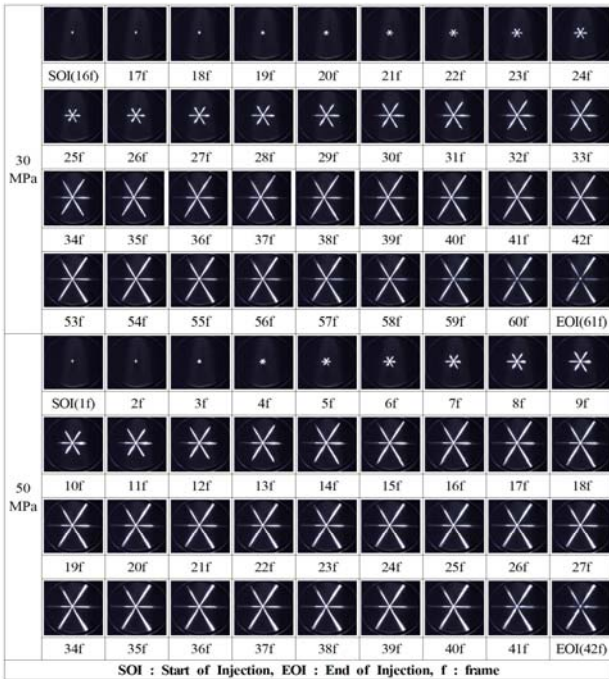 SOI(16f) 17f 18f 19f 20f 21f 22f 23f 24f
30
MPa
25f 26f 27f 28f 29f 30f 31f 32f 33f
34f 35f 36f 37f 38f 39f 40f 41f 42f
53f 54f 55f 56f 57f 58f 59f 60f EOI(61f)
SOI(1f) 2f 3f 4f 5f 6f 7f 8f 9f
50
MPa
10f 11f 12f 13f 14f 15f 16f 17f 18f
19f 20f 21f 22f 23f 24f 25f 26f 27f
34f 35f 36f 37f 38f 39f 40f 41f EOI(42f)
SOI : Start of Injection, EOI : End of Injection, f : frame